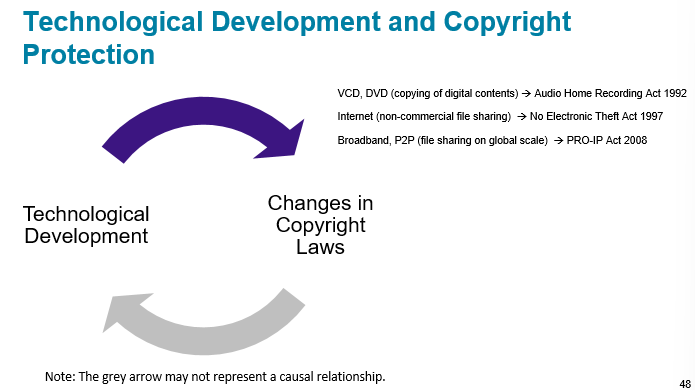 Technological Development and Copyright
Protection
VCD, DVD (copying of digital contents) → Audio Home Recording Act 1992
Internet (non-commercial file sharing) → No Electronic Theft Act 1997
Broadband, P2P (file sharing on global scale) → PRO-IP Act 2008
Technological
Development
Changes in
Copyright
Laws
Note: The grey arrow may not represent a causal relationship.
48